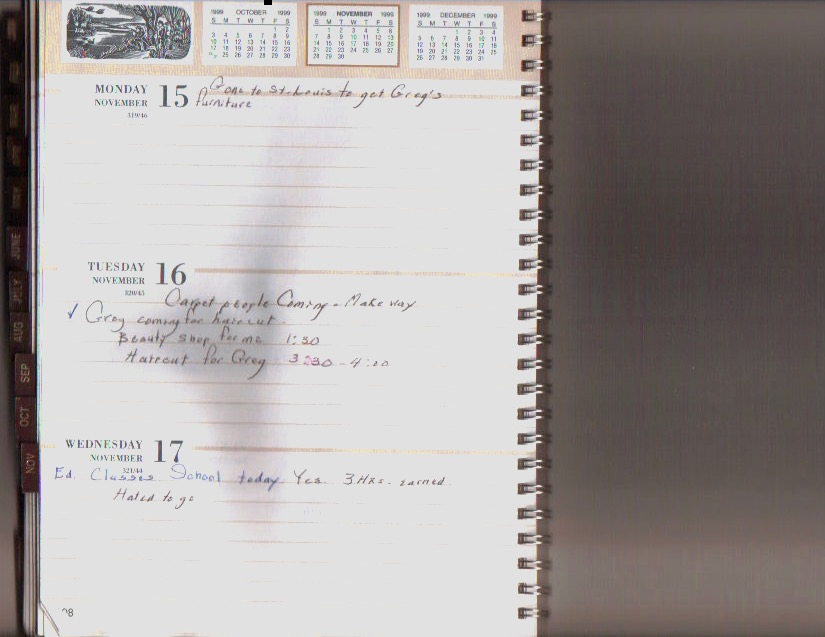 1999 OCTOBER 1999
S M T W T F S
1 2
3 4 5 6 7 8 9
10 11 12 13 14 15 16
17 18 19 20 21 22 23
25 26 27 28 29 30
1999 NOVEMBER 1999
S M T W T F S
1 2 3 4 5 6
7 8 9 10 11 12 13
14 15 16 17 18 19 20
21 22 23 24 25 26 27
28 29 30
1999 DECEMBER 1999
S M T W T F S
1 2 3 4
5 6 7 8 9 10 11
12 13 14 15 16 17 18
19 20 21 22 23 24 25
26 27 28 29 30 31
MONDAY
NOVEMBER 15
319/46
Gone to St. Louis to get Greg's
furniture
TUESDAY
NOVEMBER 16
320/45
Carpet people Coming - Make way
✓ Greg coming for haircut.
Beauty shop for me 1:30
Haircut for Greg 3:30 - 4:00
WEDNESDAY
NOVEMBER 17
321/44
Ed. Classes School today. Yes. 3 Hrs. earned
Hated to go
JUNE
JULY
AUG
SEP
OCT
NOV